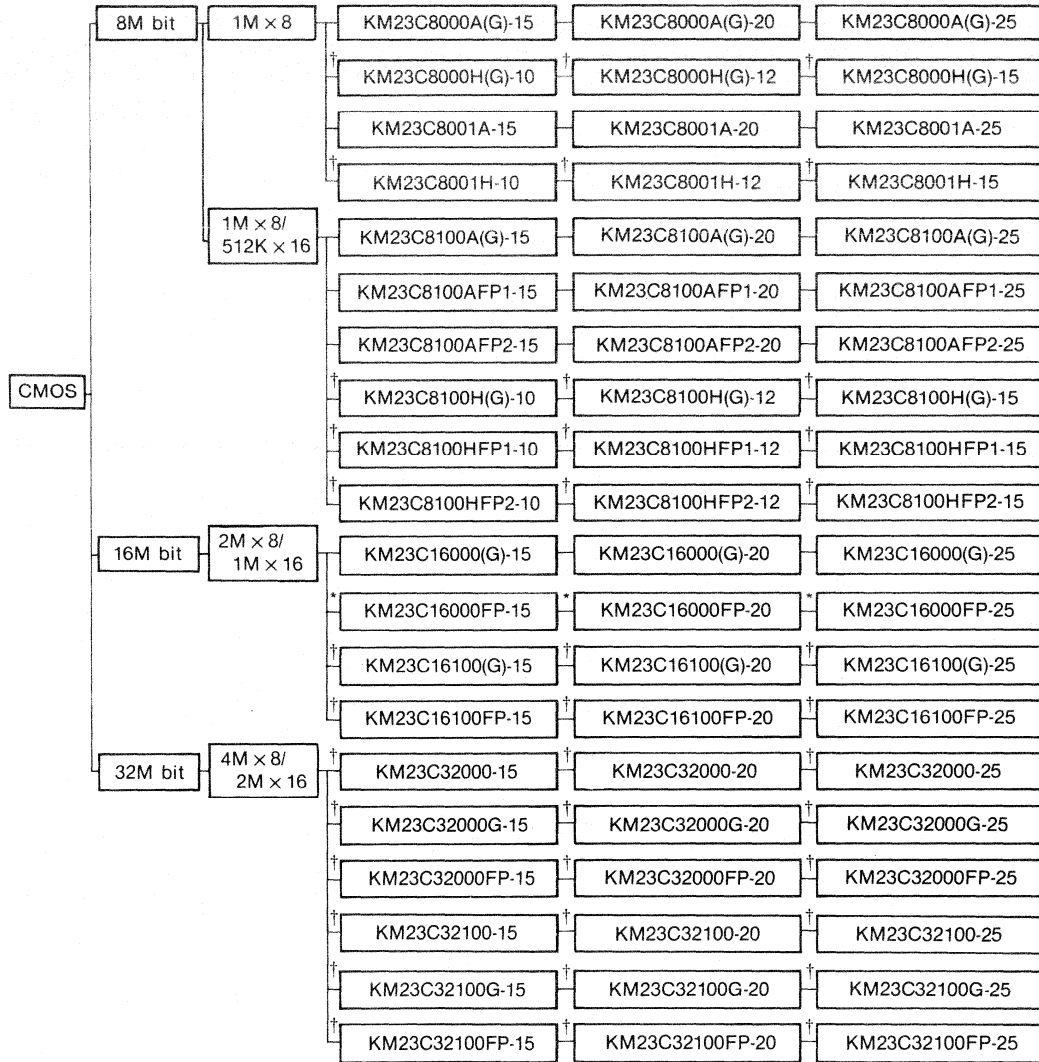 8M bit 1M × 8 KM23C8000A(G)-15 KM23C8000A(G)-20 KM23C8000A(G)-25
† KM23C8000H(G)-10 † KM23C8000H(G)-12 † KM23C8000H(G)-15
KM23C8001A-15 KM23C8001A-20 KM23C8001A-25
† KM23C8001H-10 † KM23C8001H-12 † KM23C8001H-15
1M × 8/
512K × 16 KM23C8100A(G)-15 KM23C8100A(G)-20 KM23C8100A(G)-25
KM23C8100AFP1-15 KM23C8100AFP1-20 KM23C8100AFP1-25
KM23C8100AFP2-15 KM23C8100AFP2-20 KM23C8100AFP2-25
CMOS † KM23C8100H(G)-10 † KM23C8100H(G)-12 † KM23C8100H(G)-15
† KM23C8100HFP1-10 † KM23C8100HFP1-12 † KM23C8100HFP1-15
† KM23C8100HFP2-10 † KM23C8100HFP2-12 † KM23C8100HFP2-15
16M bit 2M × 8/
1M × 16 KM23C16000(G)-15 KM23C16000(G)-20 KM23C16000(G)-25
* KM23C16000FP-15 * KM23C16000FP-20 * KM23C16000FP-25
† KM23C16100(G)-15 † KM23C16100(G)-20 † KM23C16100(G)-25
† KM23C16100FP-15 † KM23C16100FP-20 † KM23C16100FP-25
32M bit 4M × 8/
2M × 16 † KM23C32000-15 † KM23C32000-20 † KM23C32000-25
† KM23C32000G-15 † KM23C32000G-20 † KM23C32000G-25
† KM23C32000FP-15 † KM23C32000FP-20 † KM23C32000FP-25
† KM23C32100-15 † KM23C32100-20 † KM23C32100-25
† KM23C32100G-15 † KM23C32100G-20 † KM23C32100G-25
† KM23C32100FP-15 † KM23C32100FP-20 † KM23C32100FP-25